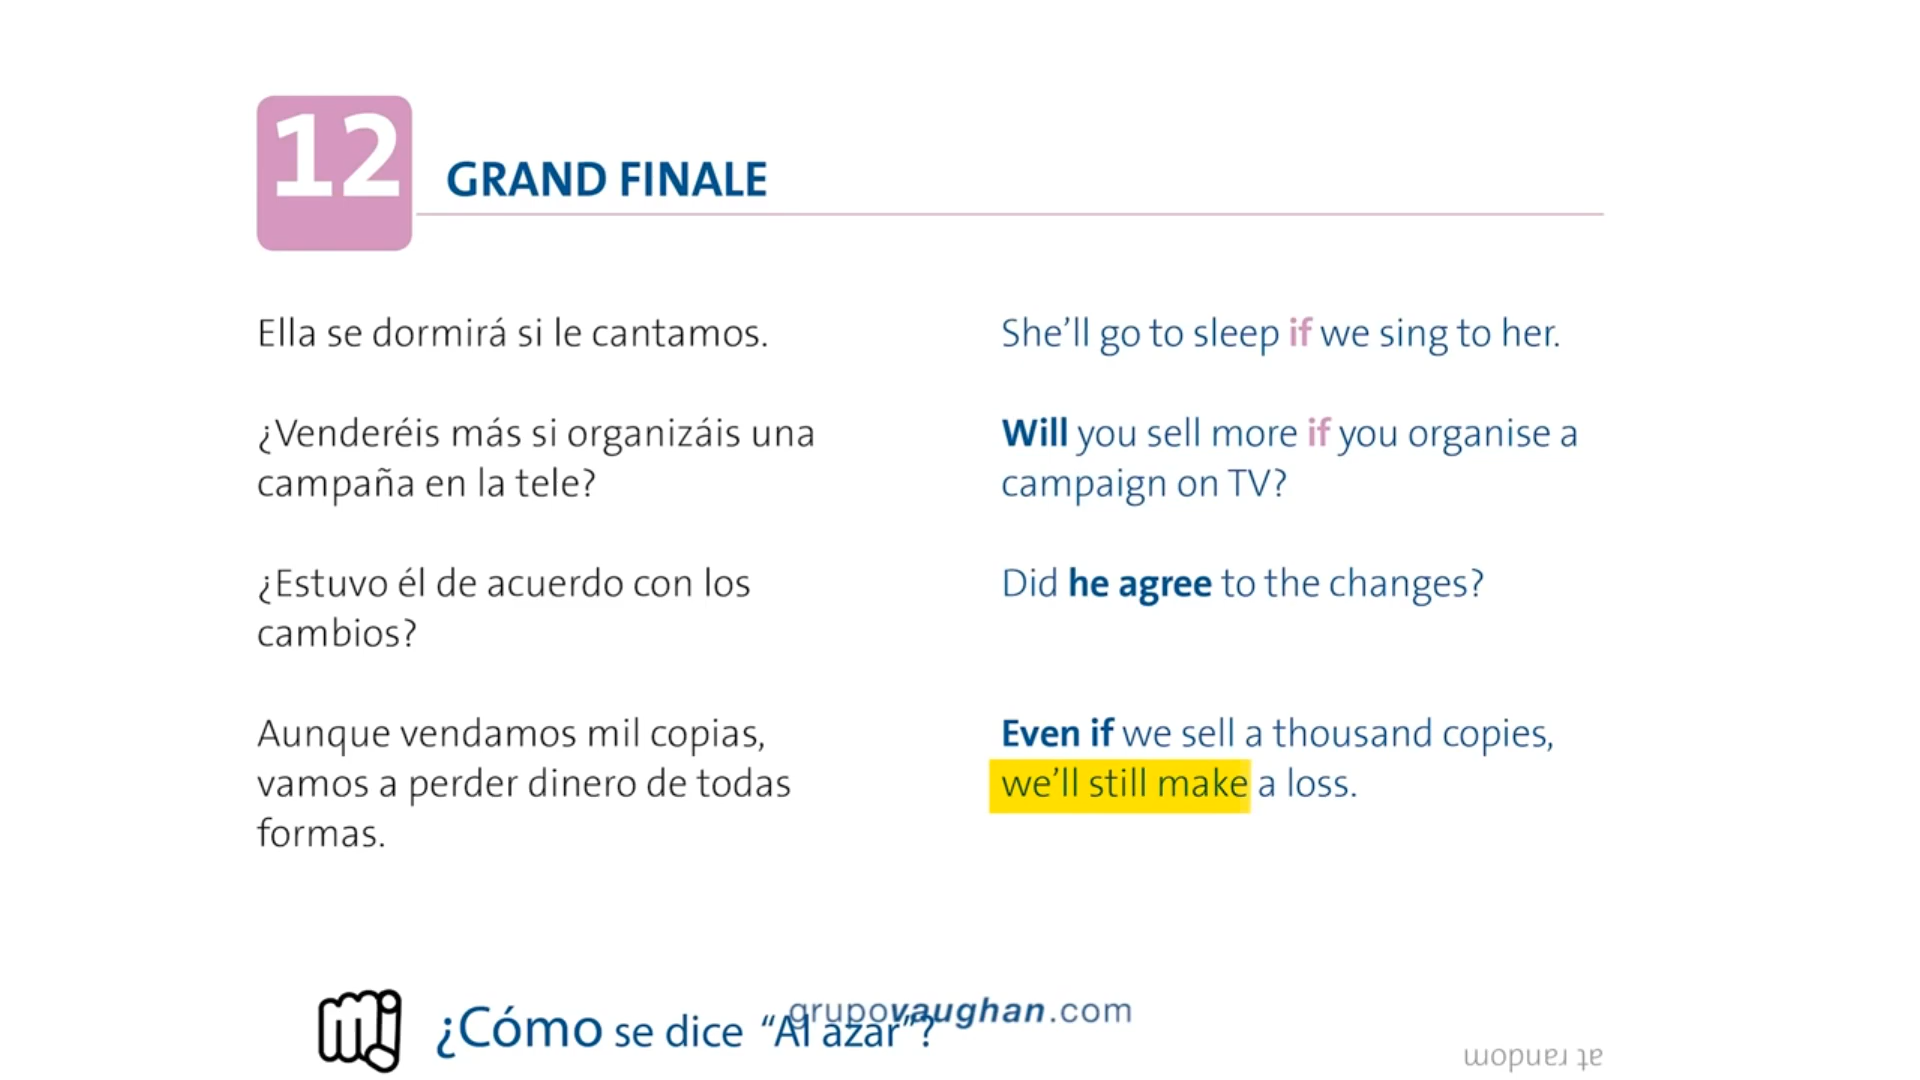 12
GRAND FINALE
Ella se dormirá si le cantamos.
She'll go to sleep if we sing to her.
¿Venderéis más si organizáis una
campaña en la tele?
Will you sell more if you organise a
campaign on TV?
¿Estuvo él de acuerdo con los
cambios?
Did he agree to the changes?
Aunque vendamos mil copias,
vamos a perder dinero de todas
formas.
Even if we sell a thousand copies,
we'll still make a loss.
¿Cómo se dice “Al azar”?
grupovaughan.com
at random